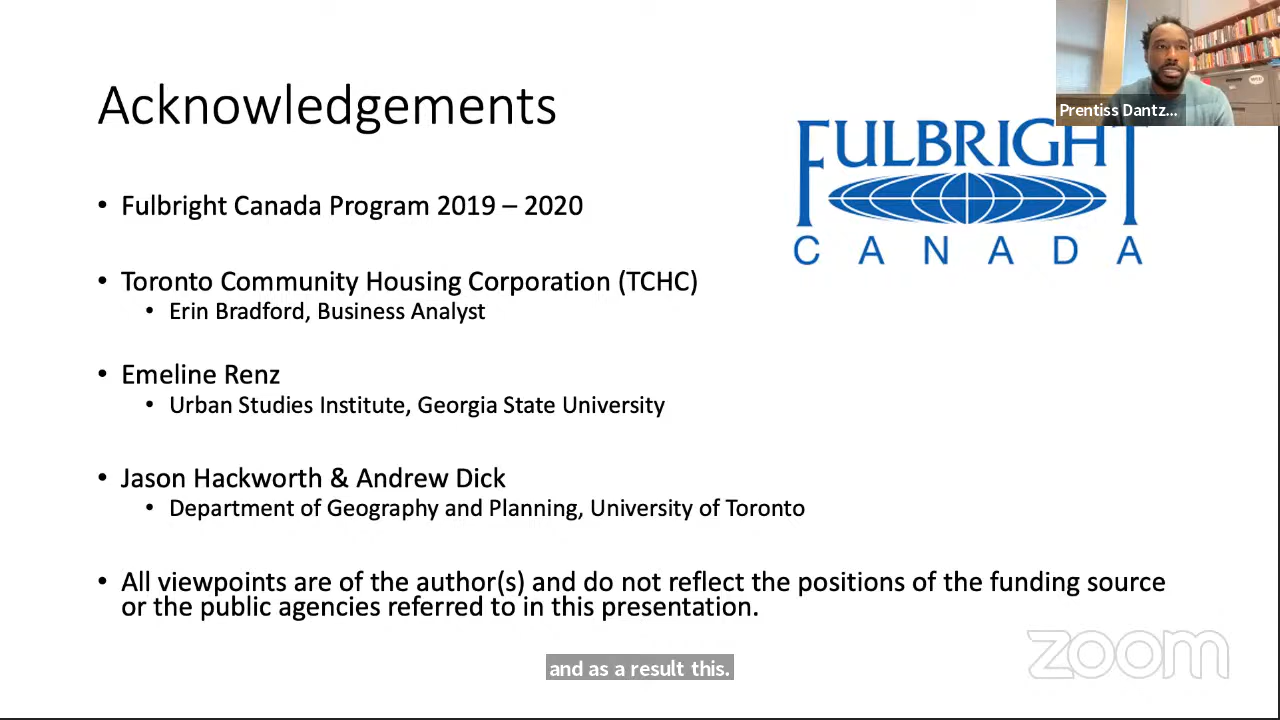 Acknowledgements
Prentiss Dantz...
FULBRIGHT
CANADA
• Fulbright Canada Program 2019 – 2020
• Toronto Community Housing Corporation (TCHC)
• Erin Bradford, Business Analyst
• Emeline Renz
• Urban Studies Institute, Georgia State University
• Jason Hackworth & Andrew Dick
• Department of Geography and Planning, University of Toronto
• All viewpoints are of the author(s) and do not reflect the positions of the funding source
or the public agencies referred to in this presentation.
zoom
and as a result this.